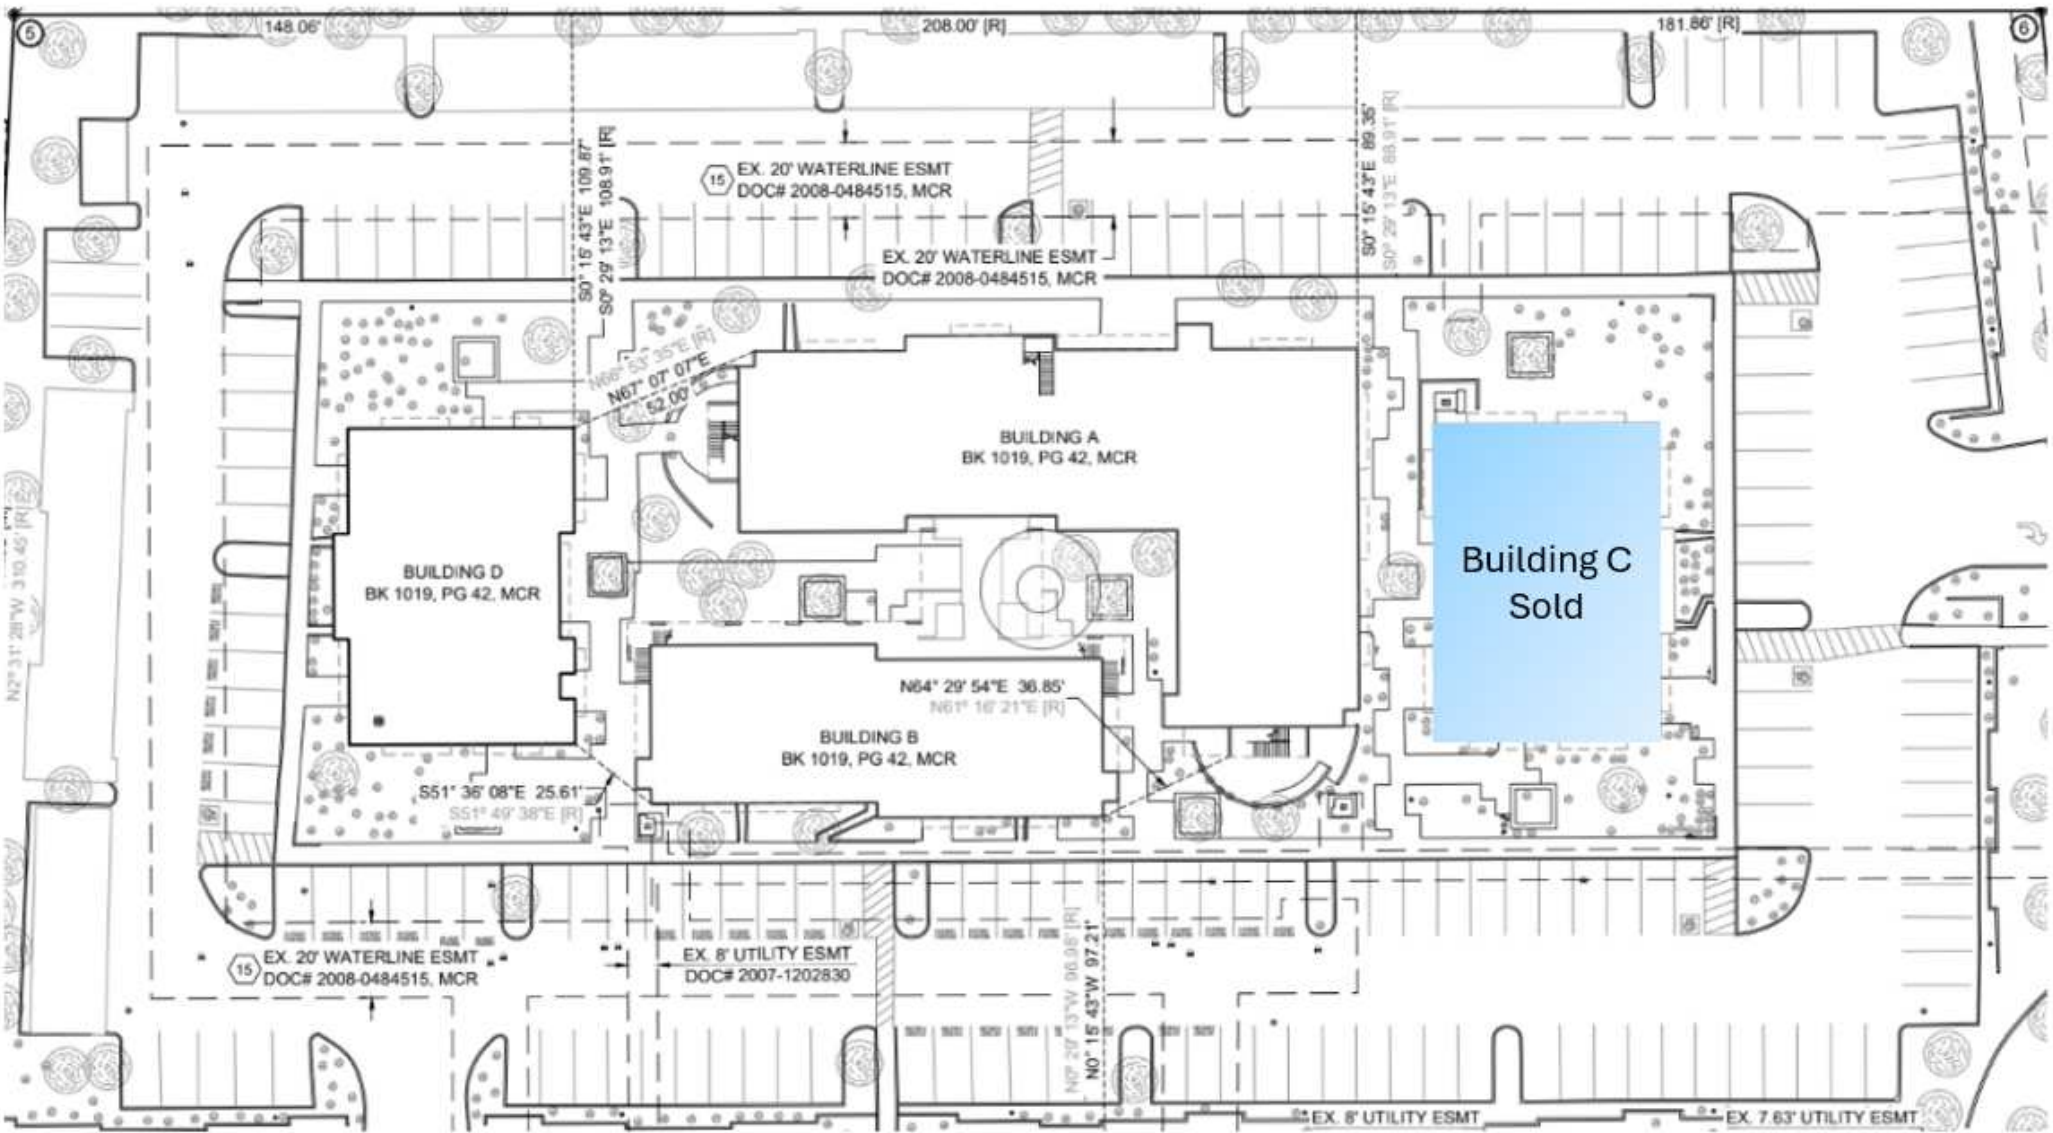 5
148.06'
208.00' [R]
181.86' [R]
6
S0° 15' 43"E 109.87'
S0° 29' 13"E 108.91' [R]
15
EX. 20' WATERLINE ESMT
DOC# 2008-0484515, MCR
S0° 15' 43"E 89.35'
S0° 29' 13"E 88.91' [R]
EX. 20' WATERLINE ESMT
DOC# 2008-0484515, MCR
N66° 53' 35"E [R]
N67° 07' 07"E
52.00'
BUILDING A
BK 1019, PG 42, MCR
BUILDING D
BK 1019, PG 42, MCR
Building C
Sold
N2° 31' 28"W 310.45' [R]
N64° 29' 54"E 36.85'
N61° 16' 21"E [R]
BUILDING B
BK 1019, PG 42, MCR
S51° 36' 08"E 25.61'
S51° 49' 38"E [R]
15
EX. 20' WATERLINE ESMT
DOC# 2008-0484515, MCR
EX. 8' UTILITY ESMT
DOC# 2007-1202830
N0° 29' 13"W 96.96' [R]
N0° 15' 43"W 97.21'
EX. 8' UTILITY ESMT
EX. 7.63' UTILITY ESMT